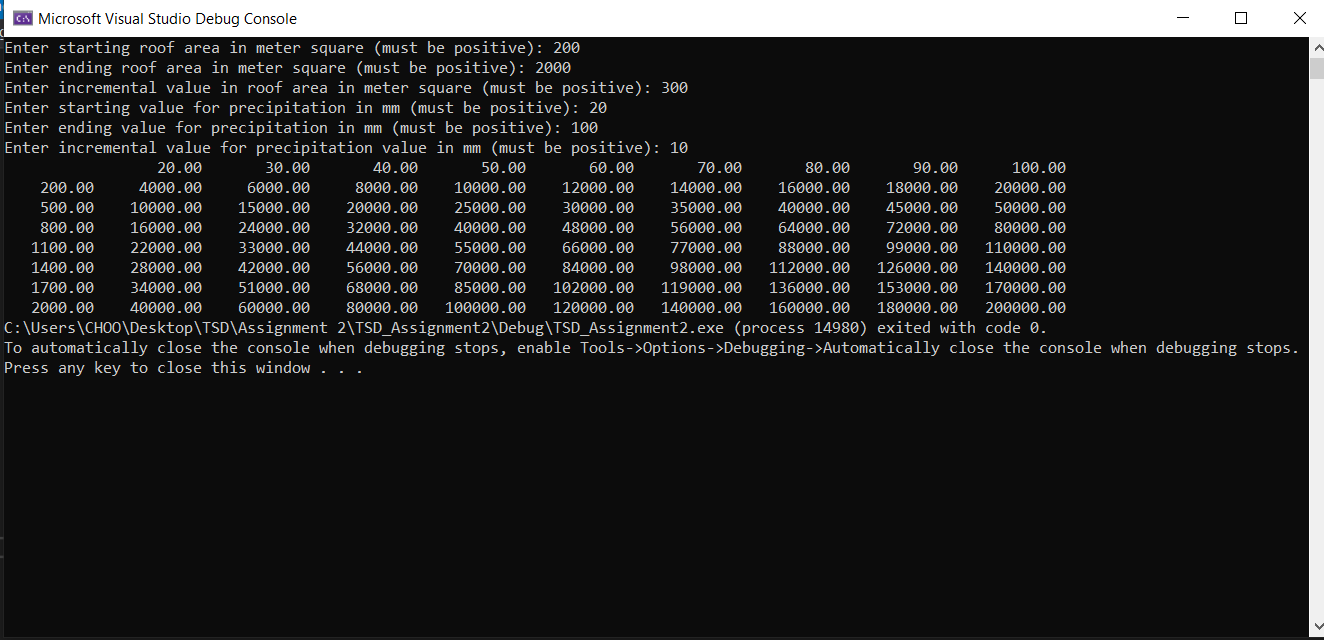 Microsoft Visual Studio Debug Console
Enter starting roof area in meter square (must be positive): 200
Enter ending roof area in meter square (must be positive): 2000
Enter incremental value in roof area in meter square (must be positive): 300
Enter starting value for precipitation in mm (must be positive): 20
Enter ending value for precipitation in mm (must be positive): 100
Enter incremental value for precipitation value in mm (must be positive): 10
20.00 30.00 40.00 50.00 60.00 70.00 80.00 90.00 100.00
200.00 4000.00 6000.00 8000.00 10000.00 12000.00 14000.00 16000.00 18000.00 20000.00
500.00 10000.00 15000.00 20000.00 25000.00 30000.00 35000.00 40000.00 45000.00 50000.00
800.00 16000.00 24000.00 32000.00 40000.00 48000.00 56000.00 64000.00 72000.00 80000.00
1100.00 22000.00 33000.00 44000.00 55000.00 66000.00 77000.00 88000.00 99000.00 110000.00
1400.00 28000.00 42000.00 56000.00 70000.00 84000.00 98000.00 112000.00 126000.00 140000.00
1700.00 34000.00 51000.00 68000.00 85000.00 102000.00 119000.00 136000.00 153000.00 170000.00
2000.00 40000.00 60000.00 80000.00 100000.00 120000.00 140000.00 160000.00 180000.00 200000.00
C:\Users\CHOO\Desktop\TSD\Assignment 2\TSD_Assignment2\Debug\TSD_Assignment2.exe (process 14980) exited with code 0.
To automatically close the console when debugging stops, enable Tools->Options->Debugging->Automatically close the console when debugging stops.
Press any key to close this window . . .